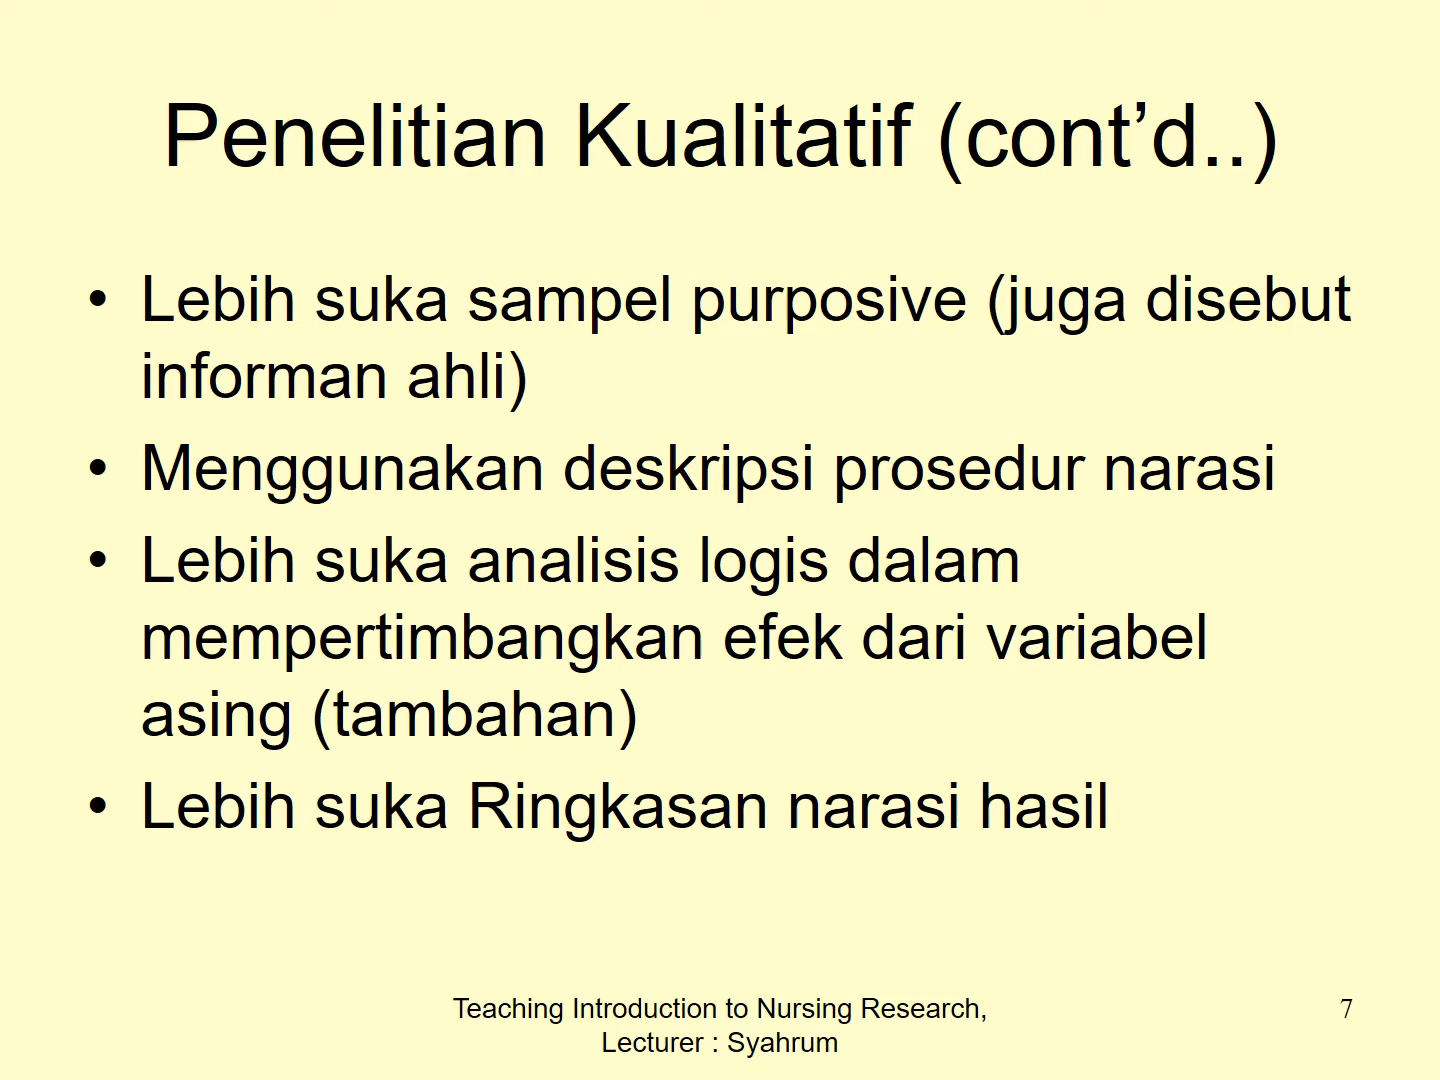 Penelitian Kualitatif (cont’d..)
• Lebih suka sampel purposive (juga disebut
informan ahli)
• Menggunakan deskripsi prosedur narasi
• Lebih suka analisis logis dalam
mempertimbangkan efek dari variabel
asing (tambahan)
• Lebih suka Ringkasan narasi hasil
Teaching Introduction to Nursing Research,
Lecturer : Syahrum
7